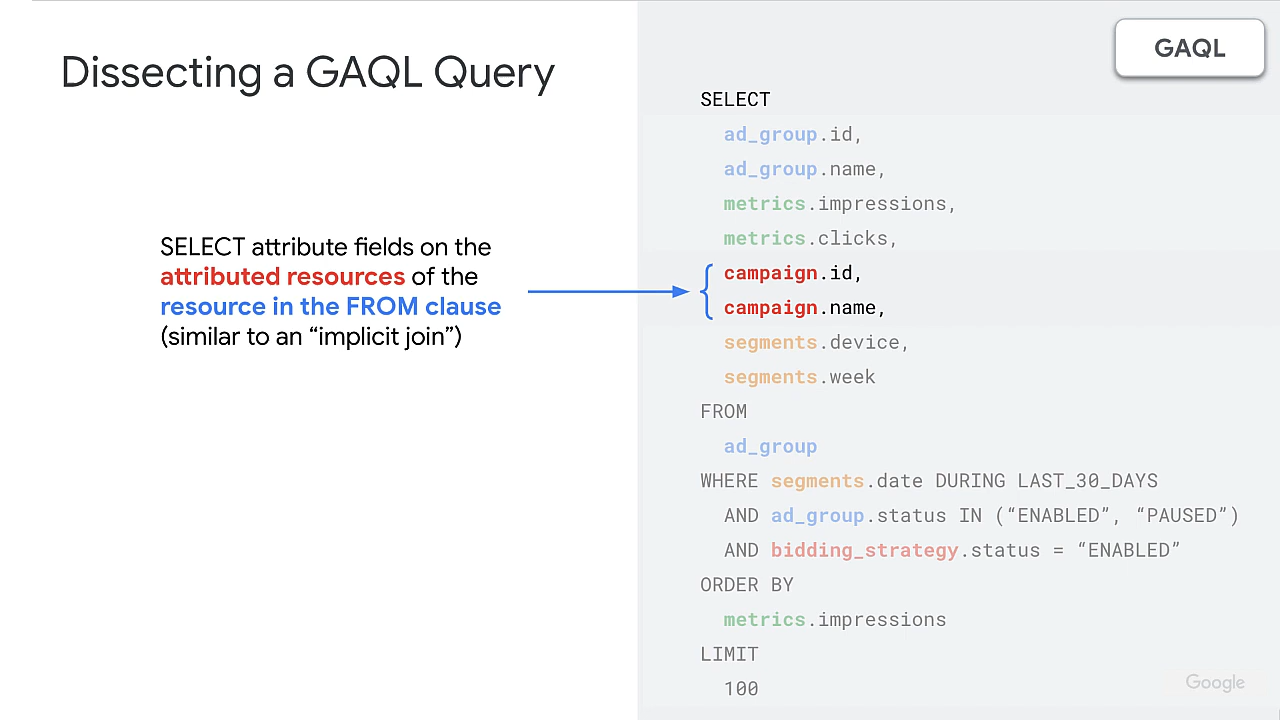 Dissecting a GAQL Query
GAQL
SELECT attribute fields on the
attributed resources of the
resource in the FROM clause
(similar to an “implicit join”)
SELECT
ad_group.id,
ad_group.name,
metrics.impressions,
metrics.clicks,
campaign.id,
campaign.name,
segments.device,
segments.week
FROM
ad_group
WHERE segments.date DURING LAST_30_DAYS
AND ad_group.status IN (“ENABLED”, “PAUSED”)
AND bidding_strategy.status = “ENABLED”
ORDER BY
metrics.impressions
LIMIT
100
Google